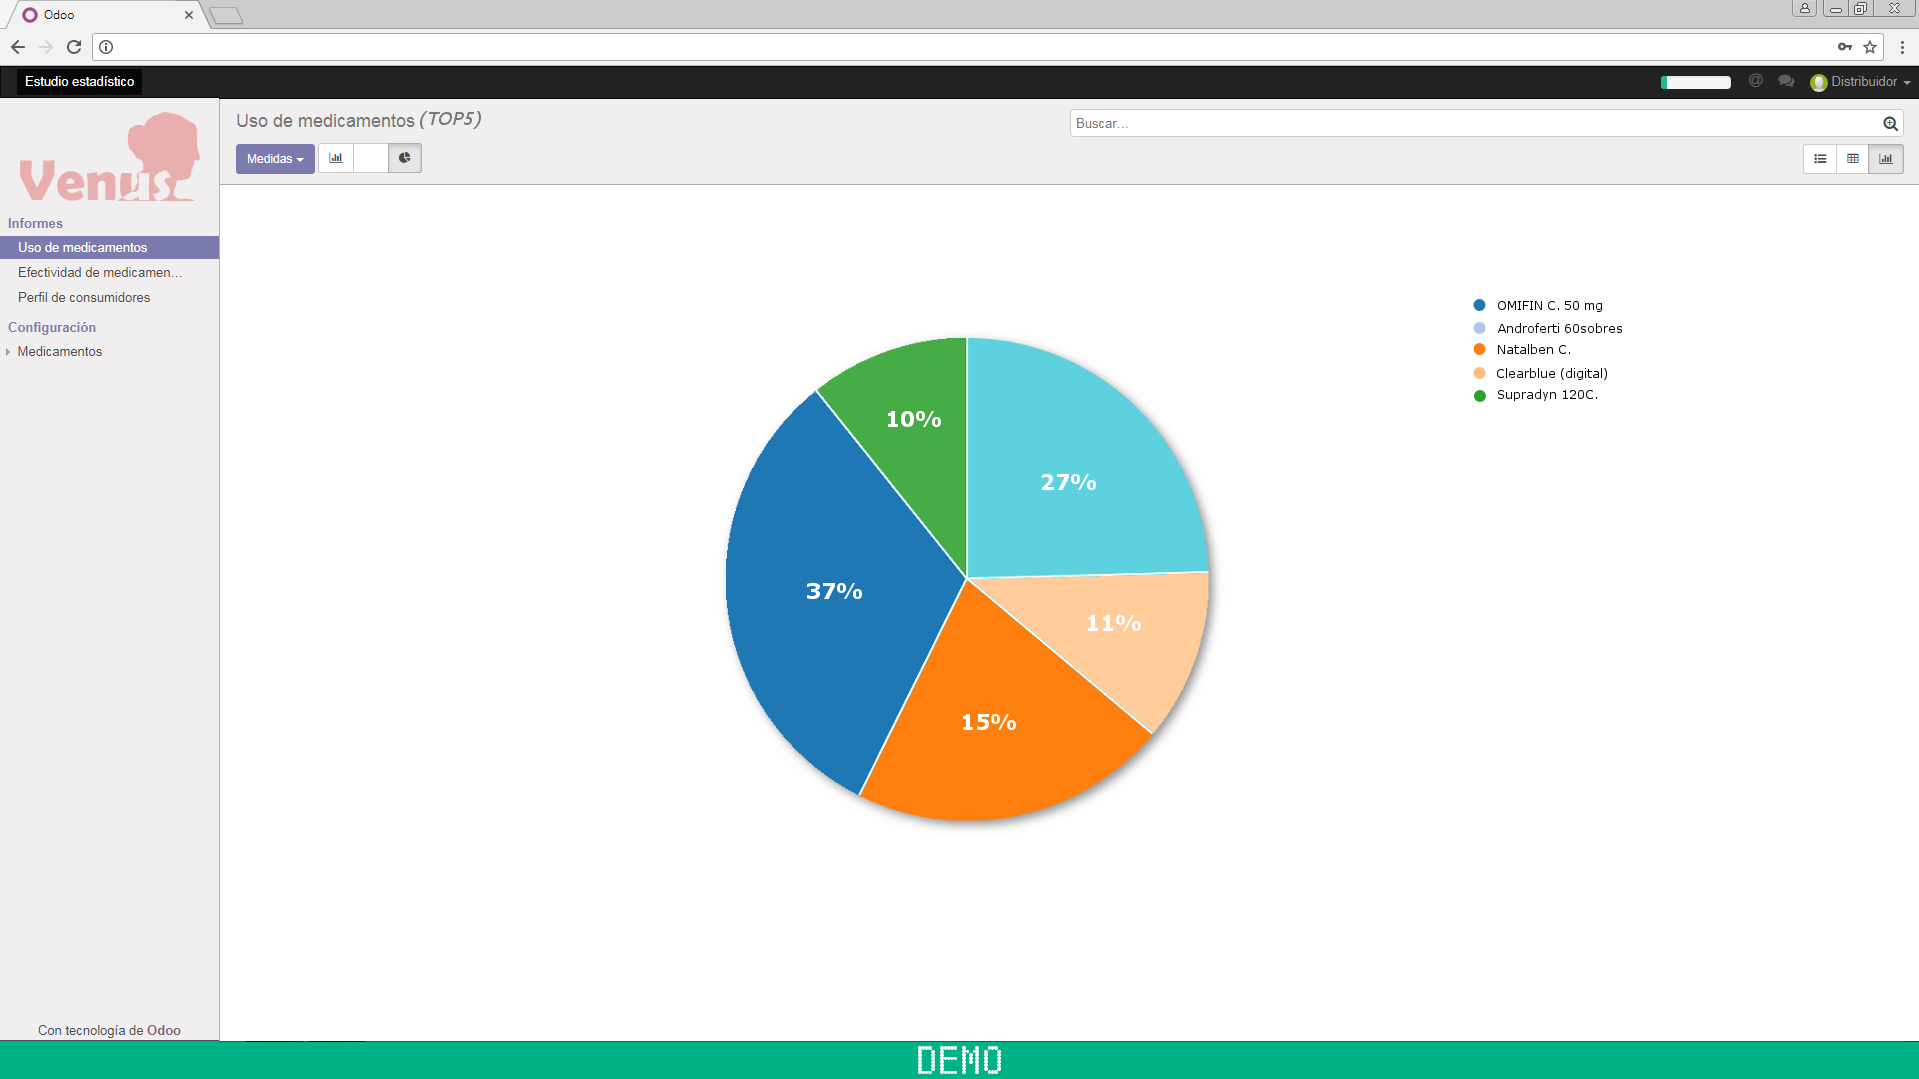 Odoo
Estudio estadístico
@
Distribuidor
Venus
Uso de medicamentos (TOP5)
Buscar...
Medidas
Informes
Uso de medicamentos
Efectividad de medicamen...
Perfil de consumidores
Configuración
Medicamentos
OMIFIN C. 50 mg
Androferti 60sobres
Natalben C.
Clearblue (digital)
Supradyn 120C.
10%
27%
37%
11%
15%
Con tecnología de Odoo
DEMO